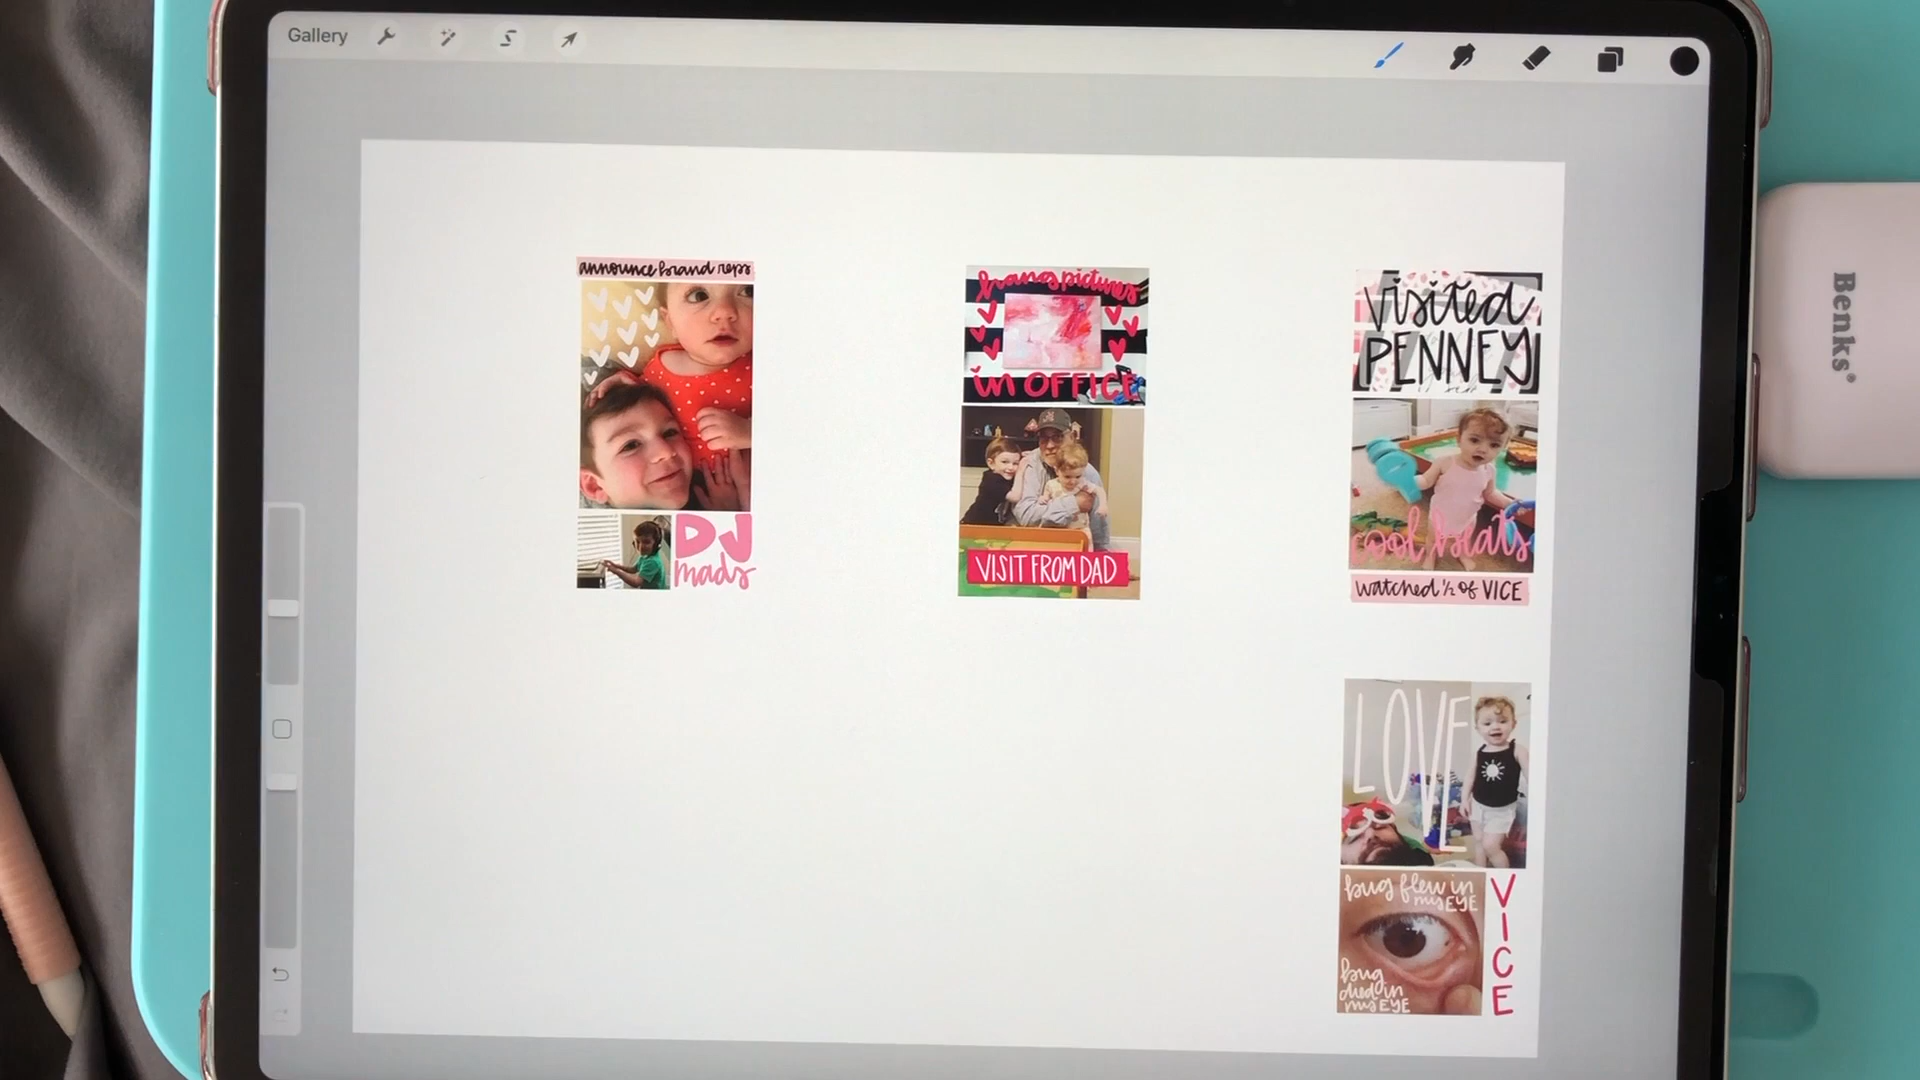 Gallery
announce brand reps
DJ
mads
hang pictures
in OFFICE
VISIT FROM DAD
visited
PENNEY
cool beats
watched ½ of VICE
LOVE
bug flew in
my EYE
bug
died in
my EYE
VICE
Benks®